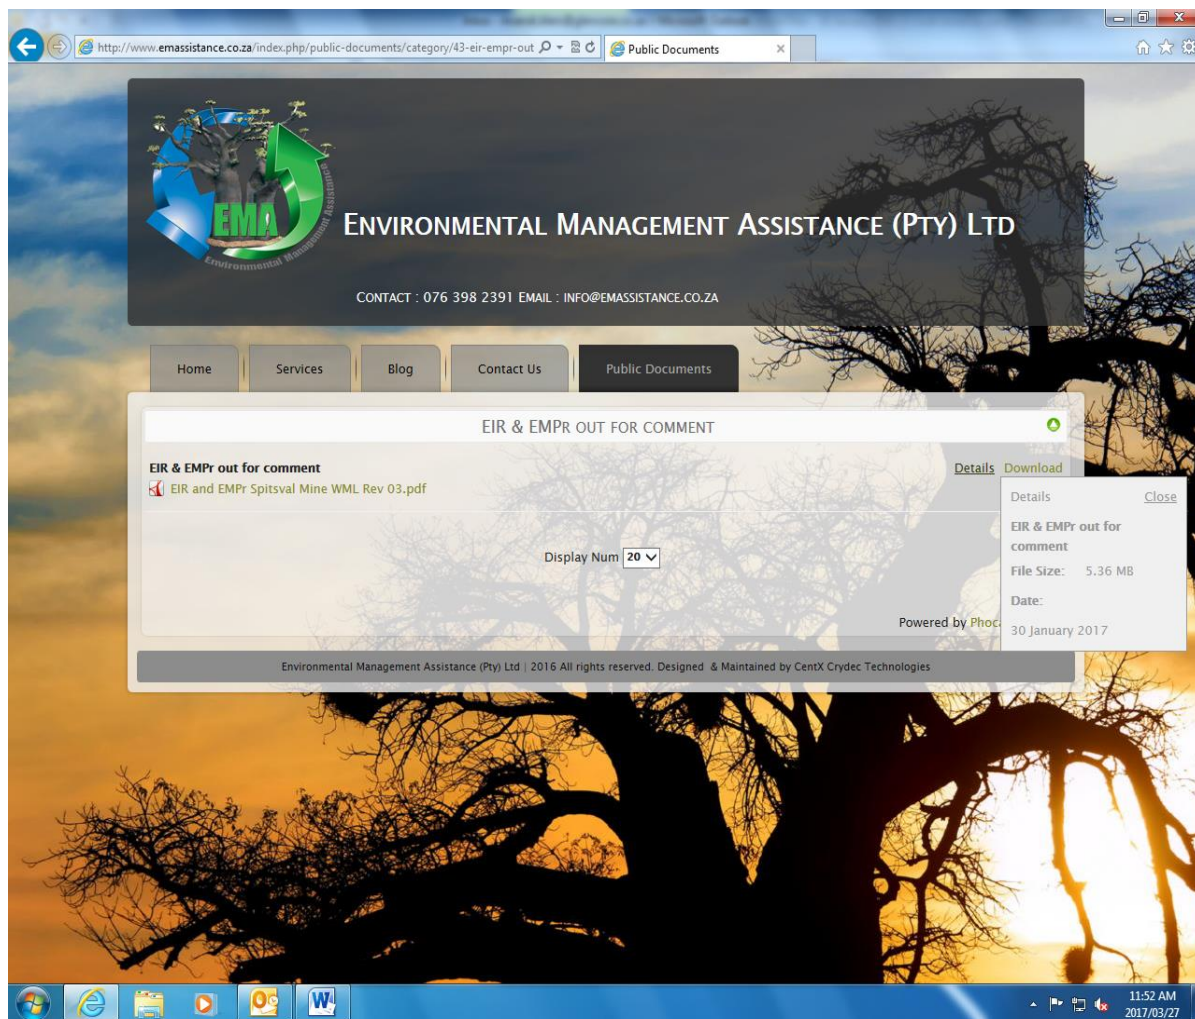 http://www.emassistance.co.za/index.php/public-documents/category/43-eir-empr-out
Public Documents
EMA
Environmental Management Assistance
ENVIRONMENTAL MANAGEMENT ASSISTANCE (PTY) LTD
CONTACT : 076 398 2391 EMAIL : INFO@EMASSISTANCE.CO.ZA
Home Services Blog Contact Us Public Documents
EIR & EMPR OUT FOR COMMENT
EIR & EMPr out for comment Details Download
EIR and EMPr Spitsval Mine WML Rev 03.pdf
Details Close
EIR & EMPr out for
comment
File Size: 5.36 MB
Date:
30 January 2017
Display Num 20
Powered by Phoc
Environmental Management Assistance (Pty) Ltd | 2016 All rights reserved. Designed & Maintained by CentX Crydec Technologies
11:52 AM
2017/03/27